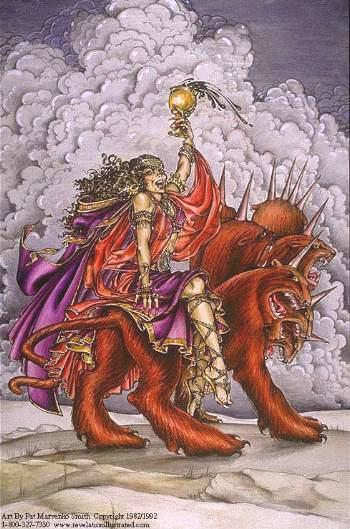 Art By Pat Marvenko Smith Copyright 1982/1992
1-800-327-7330 www.revelationillustrated.com